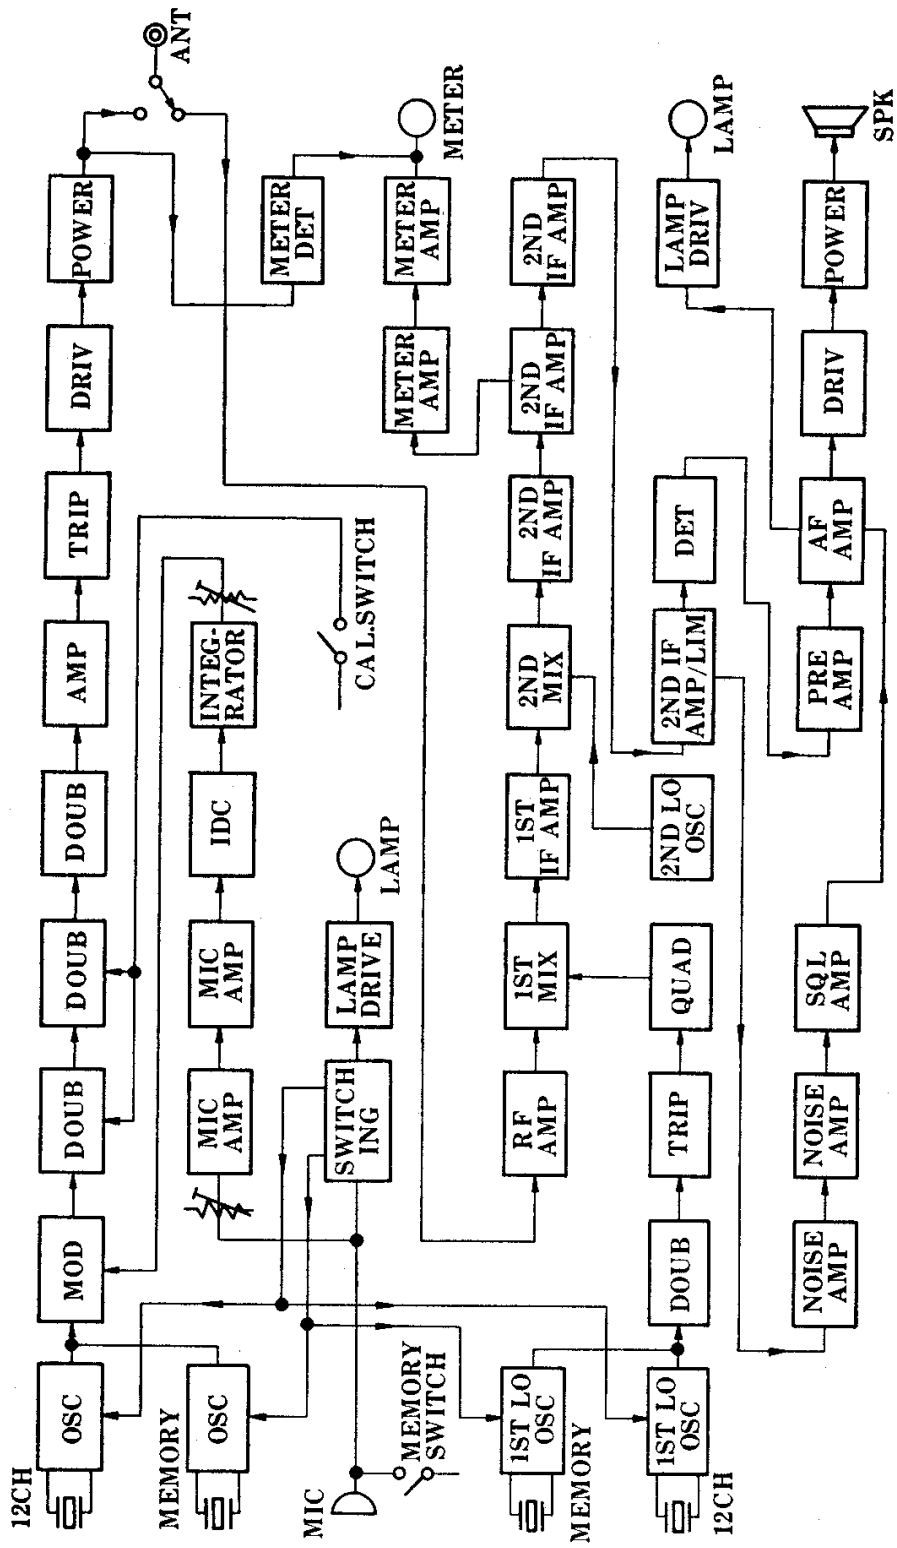 12CH
OSC
MOD
DOUB
DOUB
DOUB
AMP
TRIP
DRIV
POWER
ANT
MEMORY
OSC
MIC
AMP
MIC
AMP
IDC
INTEG-
RATOR
METER
DET
MIC
SWITCH
ING
LAMP
DRIVE
LAMP
CAL.SWITCH
METER
AMP
METER
AMP
METER
MEMORY
SWITCH
MEMORY
1ST LO
OSC
RF
AMP
1ST
MIX
1ST
IF AMP
2ND
MIX
2ND
IF AMP
2ND
IF AMP
2ND
IF AMP
12CH
1ST LO
OSC
DOUB
TRIP
QUAD
2ND LO
OSC
2ND IF
AMP/LIM
DET
LAMP
DRIV
LAMP
NOISE
AMP
NOISE
AMP
SQL
AMP
PRE
AMP
AF
AMP
DRIV
POWER
SPK